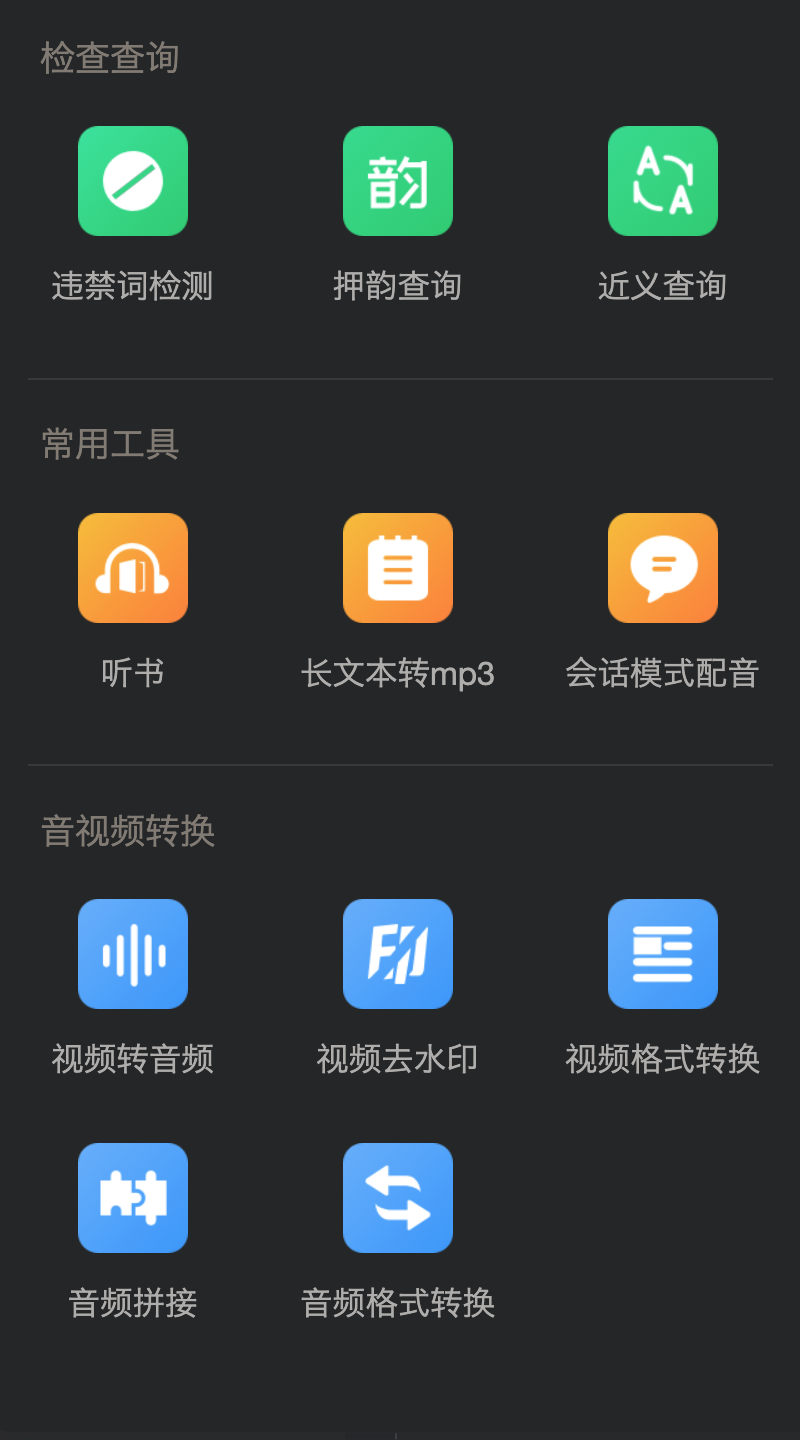 检查查询
韵
A
A
违禁词检测
押韵查询
近义查询
常用工具
听书
长文本转mp3
会话模式配音
音视频转换
视频转音频
视频去水印
视频格式转换
音频拼接
音频格式转换